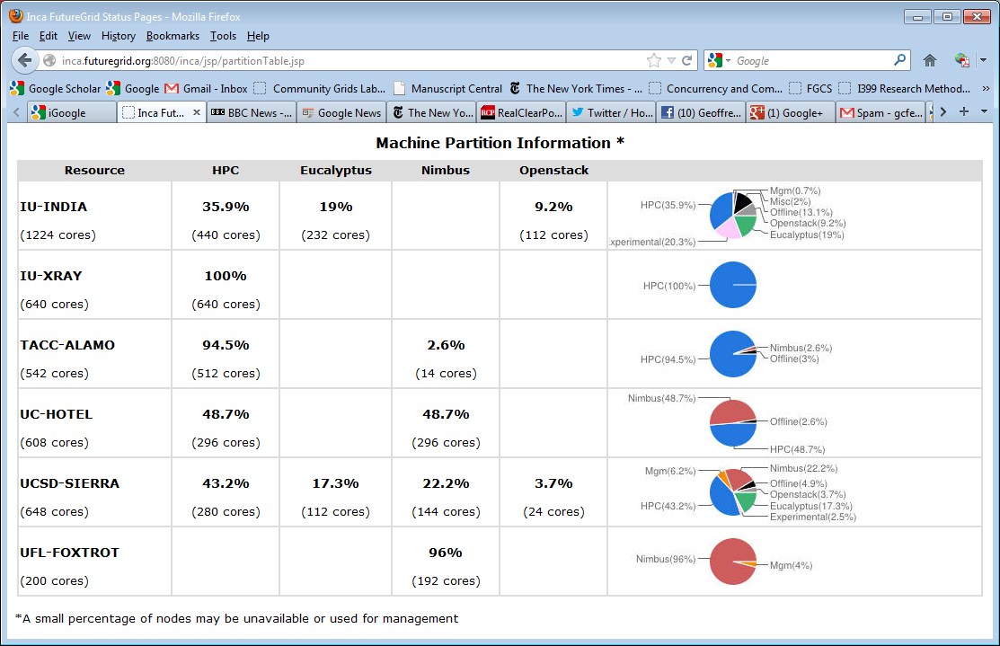 Inca FutureGrid Status Pages - Mozilla Firefox
File Edit View History Bookmarks Tools Help
inca.futuregrid.org:8080/inca/jsp/partitionTable.jsp Google
Google Scholar Google Gmail - Inbox Community Grids Lab... Manuscript Central The New York Times - ... Concurrency and Com... FGCS I399 Research Method... »
iGoogle Inca Fut... BBC News -... Google News The New Yo... RealClearPo... Twitter / Ho... (10) Geoffre... (1) Google+ Spam - gcfe...
Machine Partition Information *
Resource HPC Eucalyptus Nimbus Openstack
IU-INDIA 35.9% 19% 9.2%
(1224 cores) (440 cores) (232 cores) (112 cores)
Mgm(0.7%)
Misc(2%)
HPC(35.9%) Offline(13.1%)
Openstack(9.2%)
Eucalyptus(19%)
xperimental(20.3%)
IU-XRAY 100%
(640 cores) (640 cores)
HPC(100%)
TACC-ALAMO 94.5% 2.6%
(542 cores) (512 cores) (14 cores)
Nimbus(2.6%)
HPC(94.5%) Offline(3%)
UC-HOTEL 48.7% 48.7%
(608 cores) (296 cores) (296 cores)
Nimbus(48.7%)
Offline(2.6%)
HPC(48.7%)
UCSD-SIERRA 43.2% 17.3% 22.2% 3.7%
(648 cores) (280 cores) (112 cores) (144 cores) (24 cores)
Mgm(6.2%) Nimbus(22.2%)
Offline(4.9%)
Openstack(3.7%)
HPC(43.2%) Eucalyptus(17.3%)
Experimental(2.5%)
UFL-FOXTROT 96%
(200 cores) (192 cores)
Nimbus(96%) Mgm(4%)
*A small percentage of nodes may be unavailable or used for management